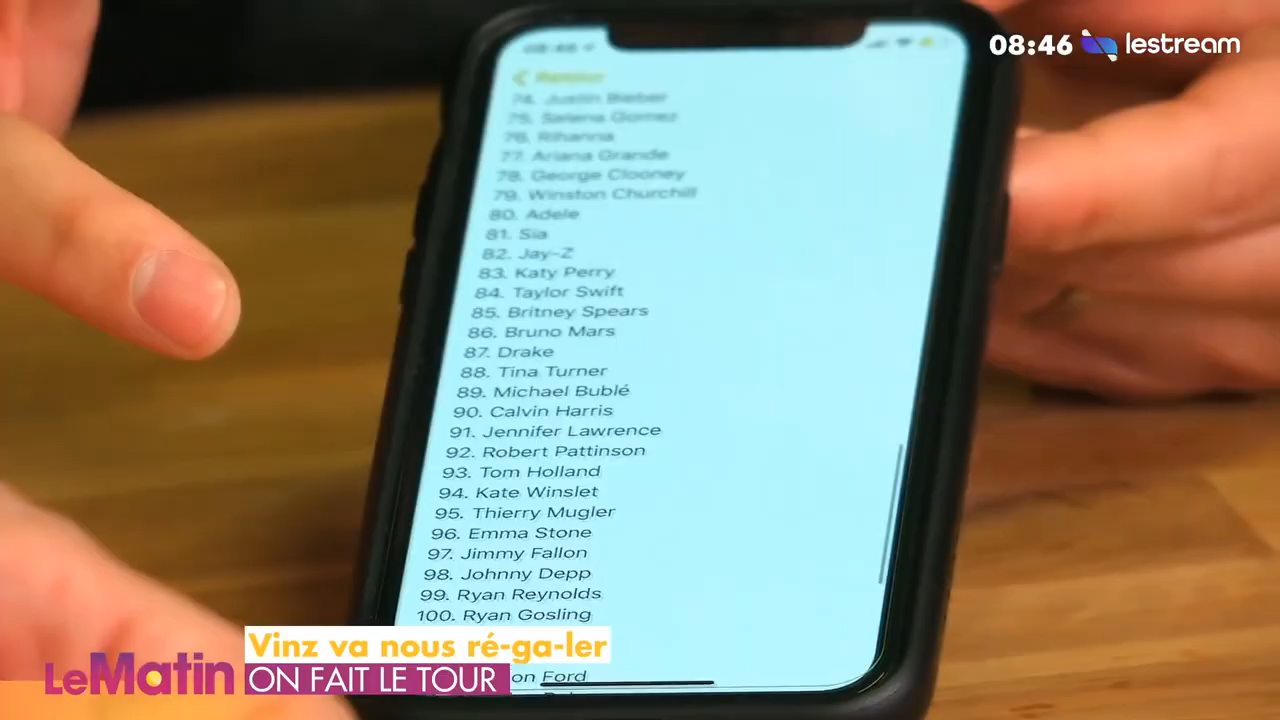 08:46 lestream
08:46
Retour
74. Justin Bieber
75. Selena Gomez
76. Rihanna
77. Ariana Grande
78. George Clooney
79. Winston Churchill
80. Adele
81. Sia
82. Jay-Z
83. Katy Perry
84. Taylor Swift
85. Britney Spears
86. Bruno Mars
87. Drake
88. Tina Turner
89. Michael Bublé
90. Calvin Harris
91. Jennifer Lawrence
92. Robert Pattinson
93. Tom Holland
94. Kate Winslet
95. Thierry Mugler
96. Emma Stone
97. Jimmy Fallon
98. Johnny Depp
99. Ryan Reynolds
100. Ryan Gosling
on Ford
Vinz va nous ré-ga-ler
LeMatin ON FAIT LE TOUR